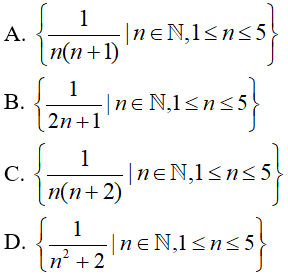 A. {1/(n(n+1)) | n ∈ ℕ, 1 ≤ n ≤ 5}
B. {1/(2n+1) | n ∈ ℕ, 1 ≤ n ≤ 5}
C. {1/(n(n+2)) | n ∈ ℕ, 1 ≤ n ≤ 5}
D. {1/(n² + 2) | n ∈ ℕ, 1 ≤ n ≤ 5}